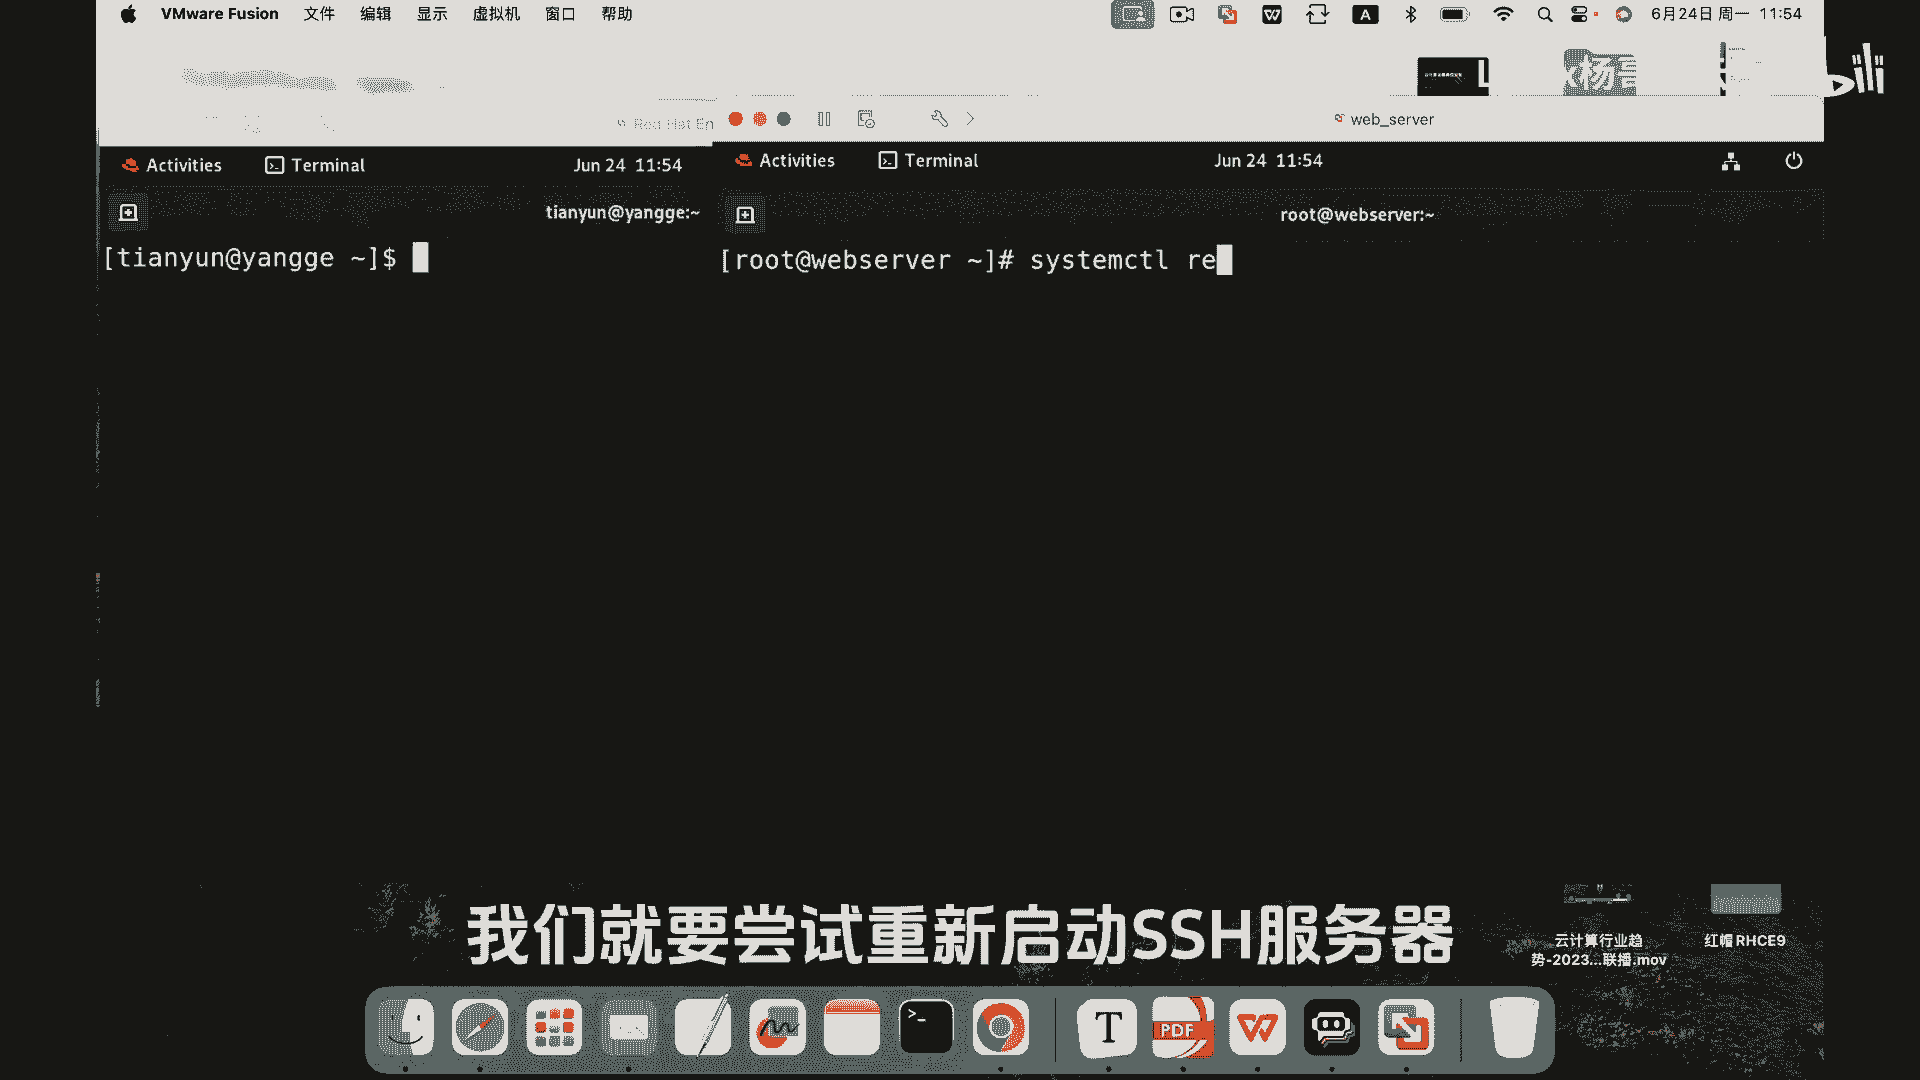 VMware Fusion 文件 编辑 显示 虚拟机 窗口 帮助 6月24日 周一 11:54
Red Hat En
web_server
Activities Terminal Jun 24 11:54
Activities Terminal Jun 24 11:54
tianyun@yangge:~
root@webserver:~
[tianyun@yangge ~]$
[root@webserver ~]# systemctl re
我们就要尝试重新启动SSH服务器
云计算行业趋
势-2023...联播.mov
红帽 RHCE9
PDF